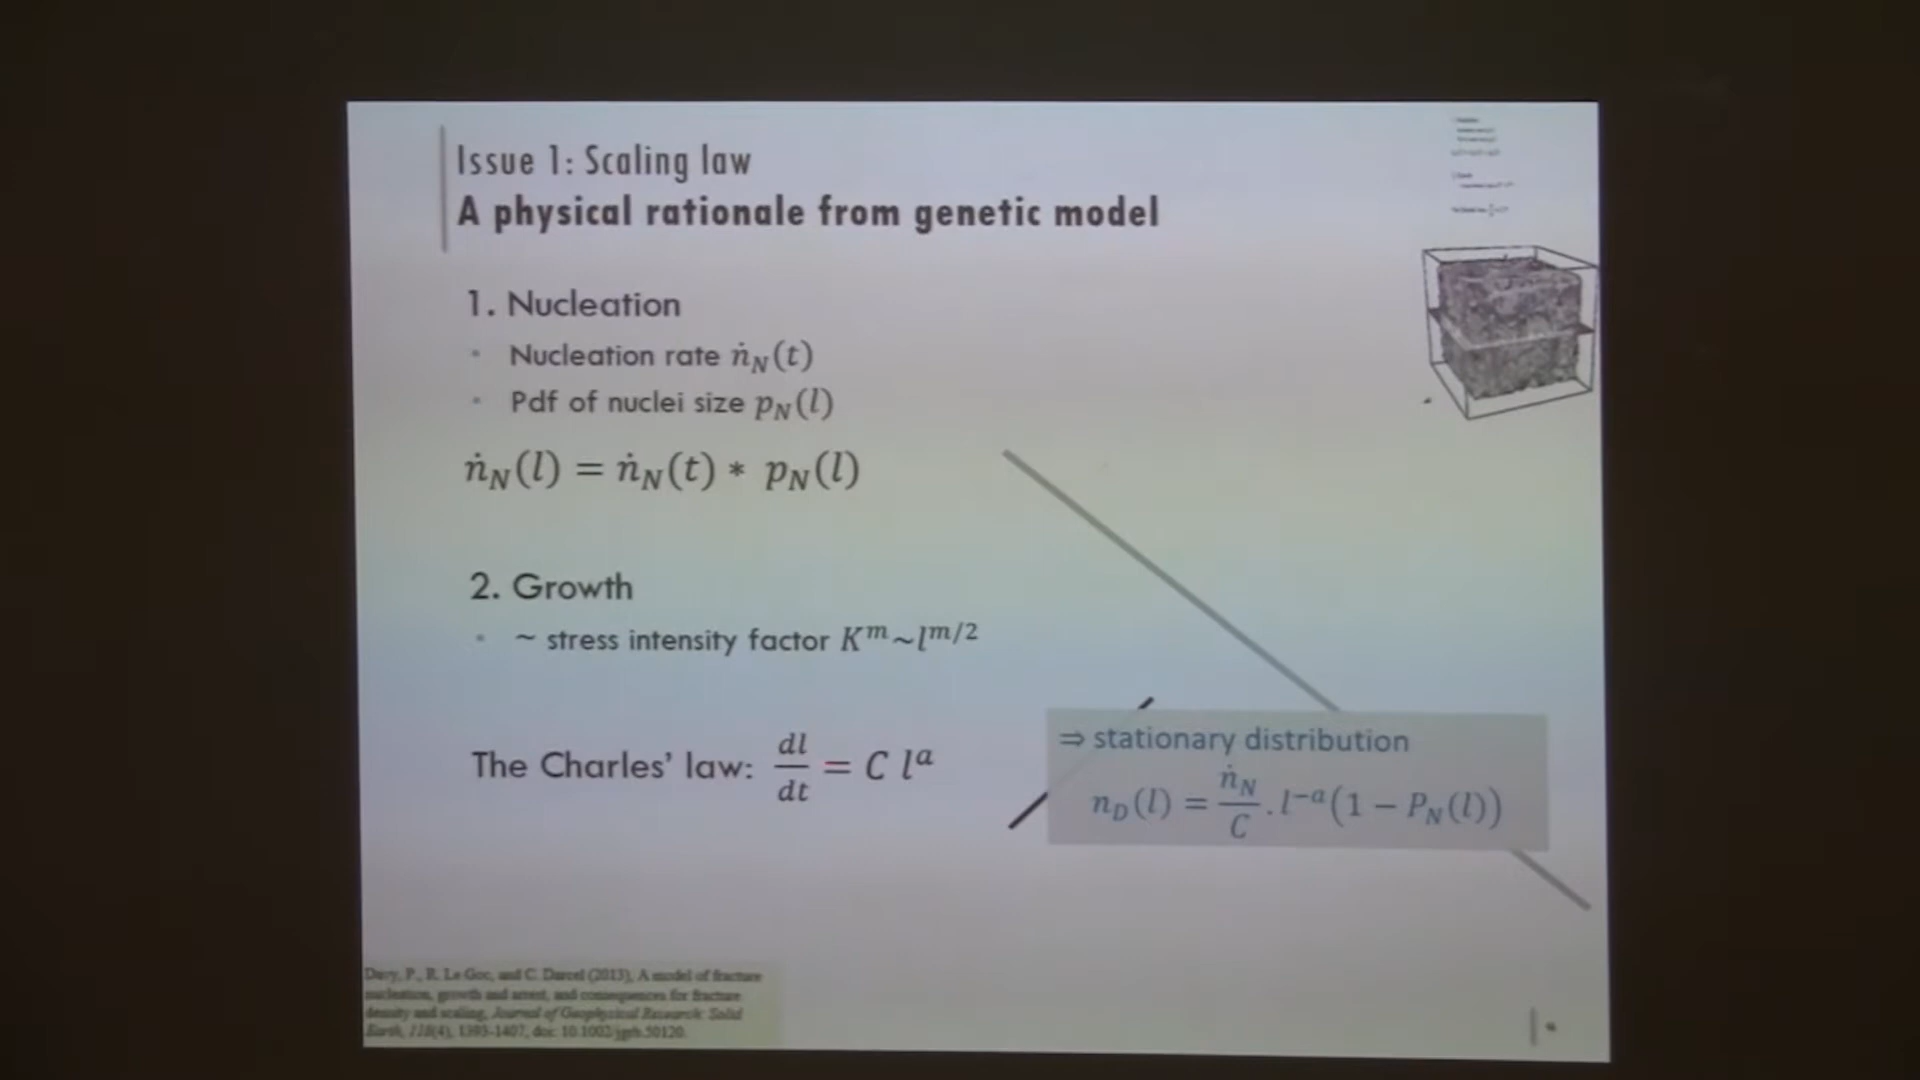 Issue 1: Scaling law
A physical rationale from genetic model
1. Nucleation
• Nucleation rate ṅ_N(t)
• Pdf of nuclei size p_N(l)
ṅ_N(l) = ṅ_N(t) * p_N(l)
2. Growth
• ~ stress intensity factor K^m~l^{m/2}
The Charles' law: dl/dt = C l^a
⇒ stationary distribution
n_D(l) = ṅ_N/C . l^{-a}(1 − P_N(l))
Davy, P., R. Le Goc, and C. Darcel (2013), A model of fracture
nucleation, growth and arrest, and consequences for fracture
density and scaling, Journal of Geophysical Research: Solid
Earth, 118(4), 1393-1407, doi: 10.1002/jgrb.50120.